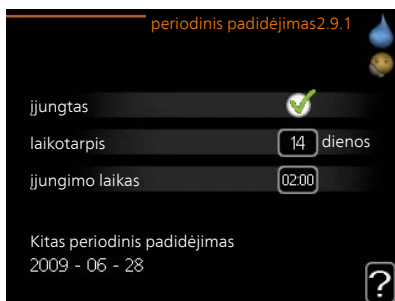 periodinis padidėjimas2.9.1
įjungtas
laikotarpis 14 dienos
įjungimo laikas 02:00
Kitas periodinis padidėjimas
2009 - 06 - 28
?